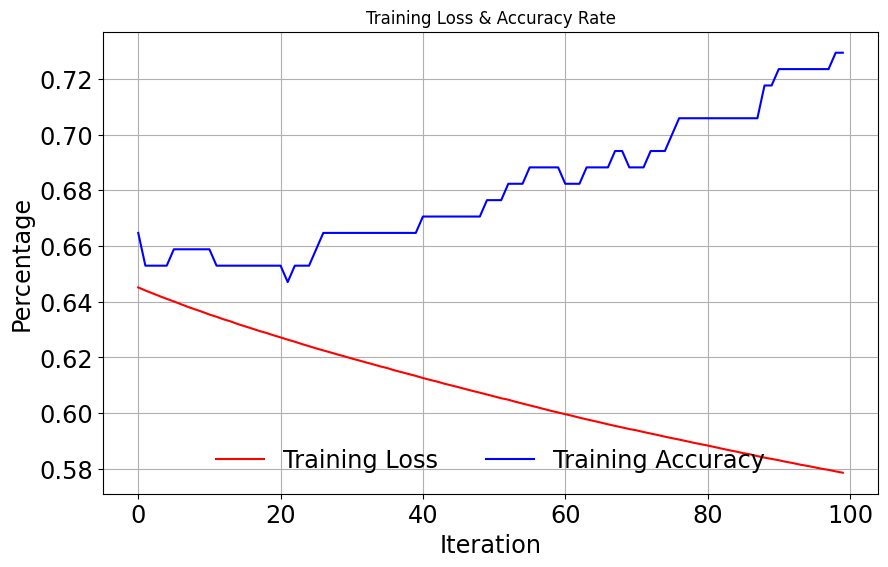 Training Loss & Accuracy Rate
Percentage
0.72
0.70
0.68
0.66
0.64
0.62
0.60
0.58
Training Loss
Training Accuracy
0 20 40 60 80 100
Iteration